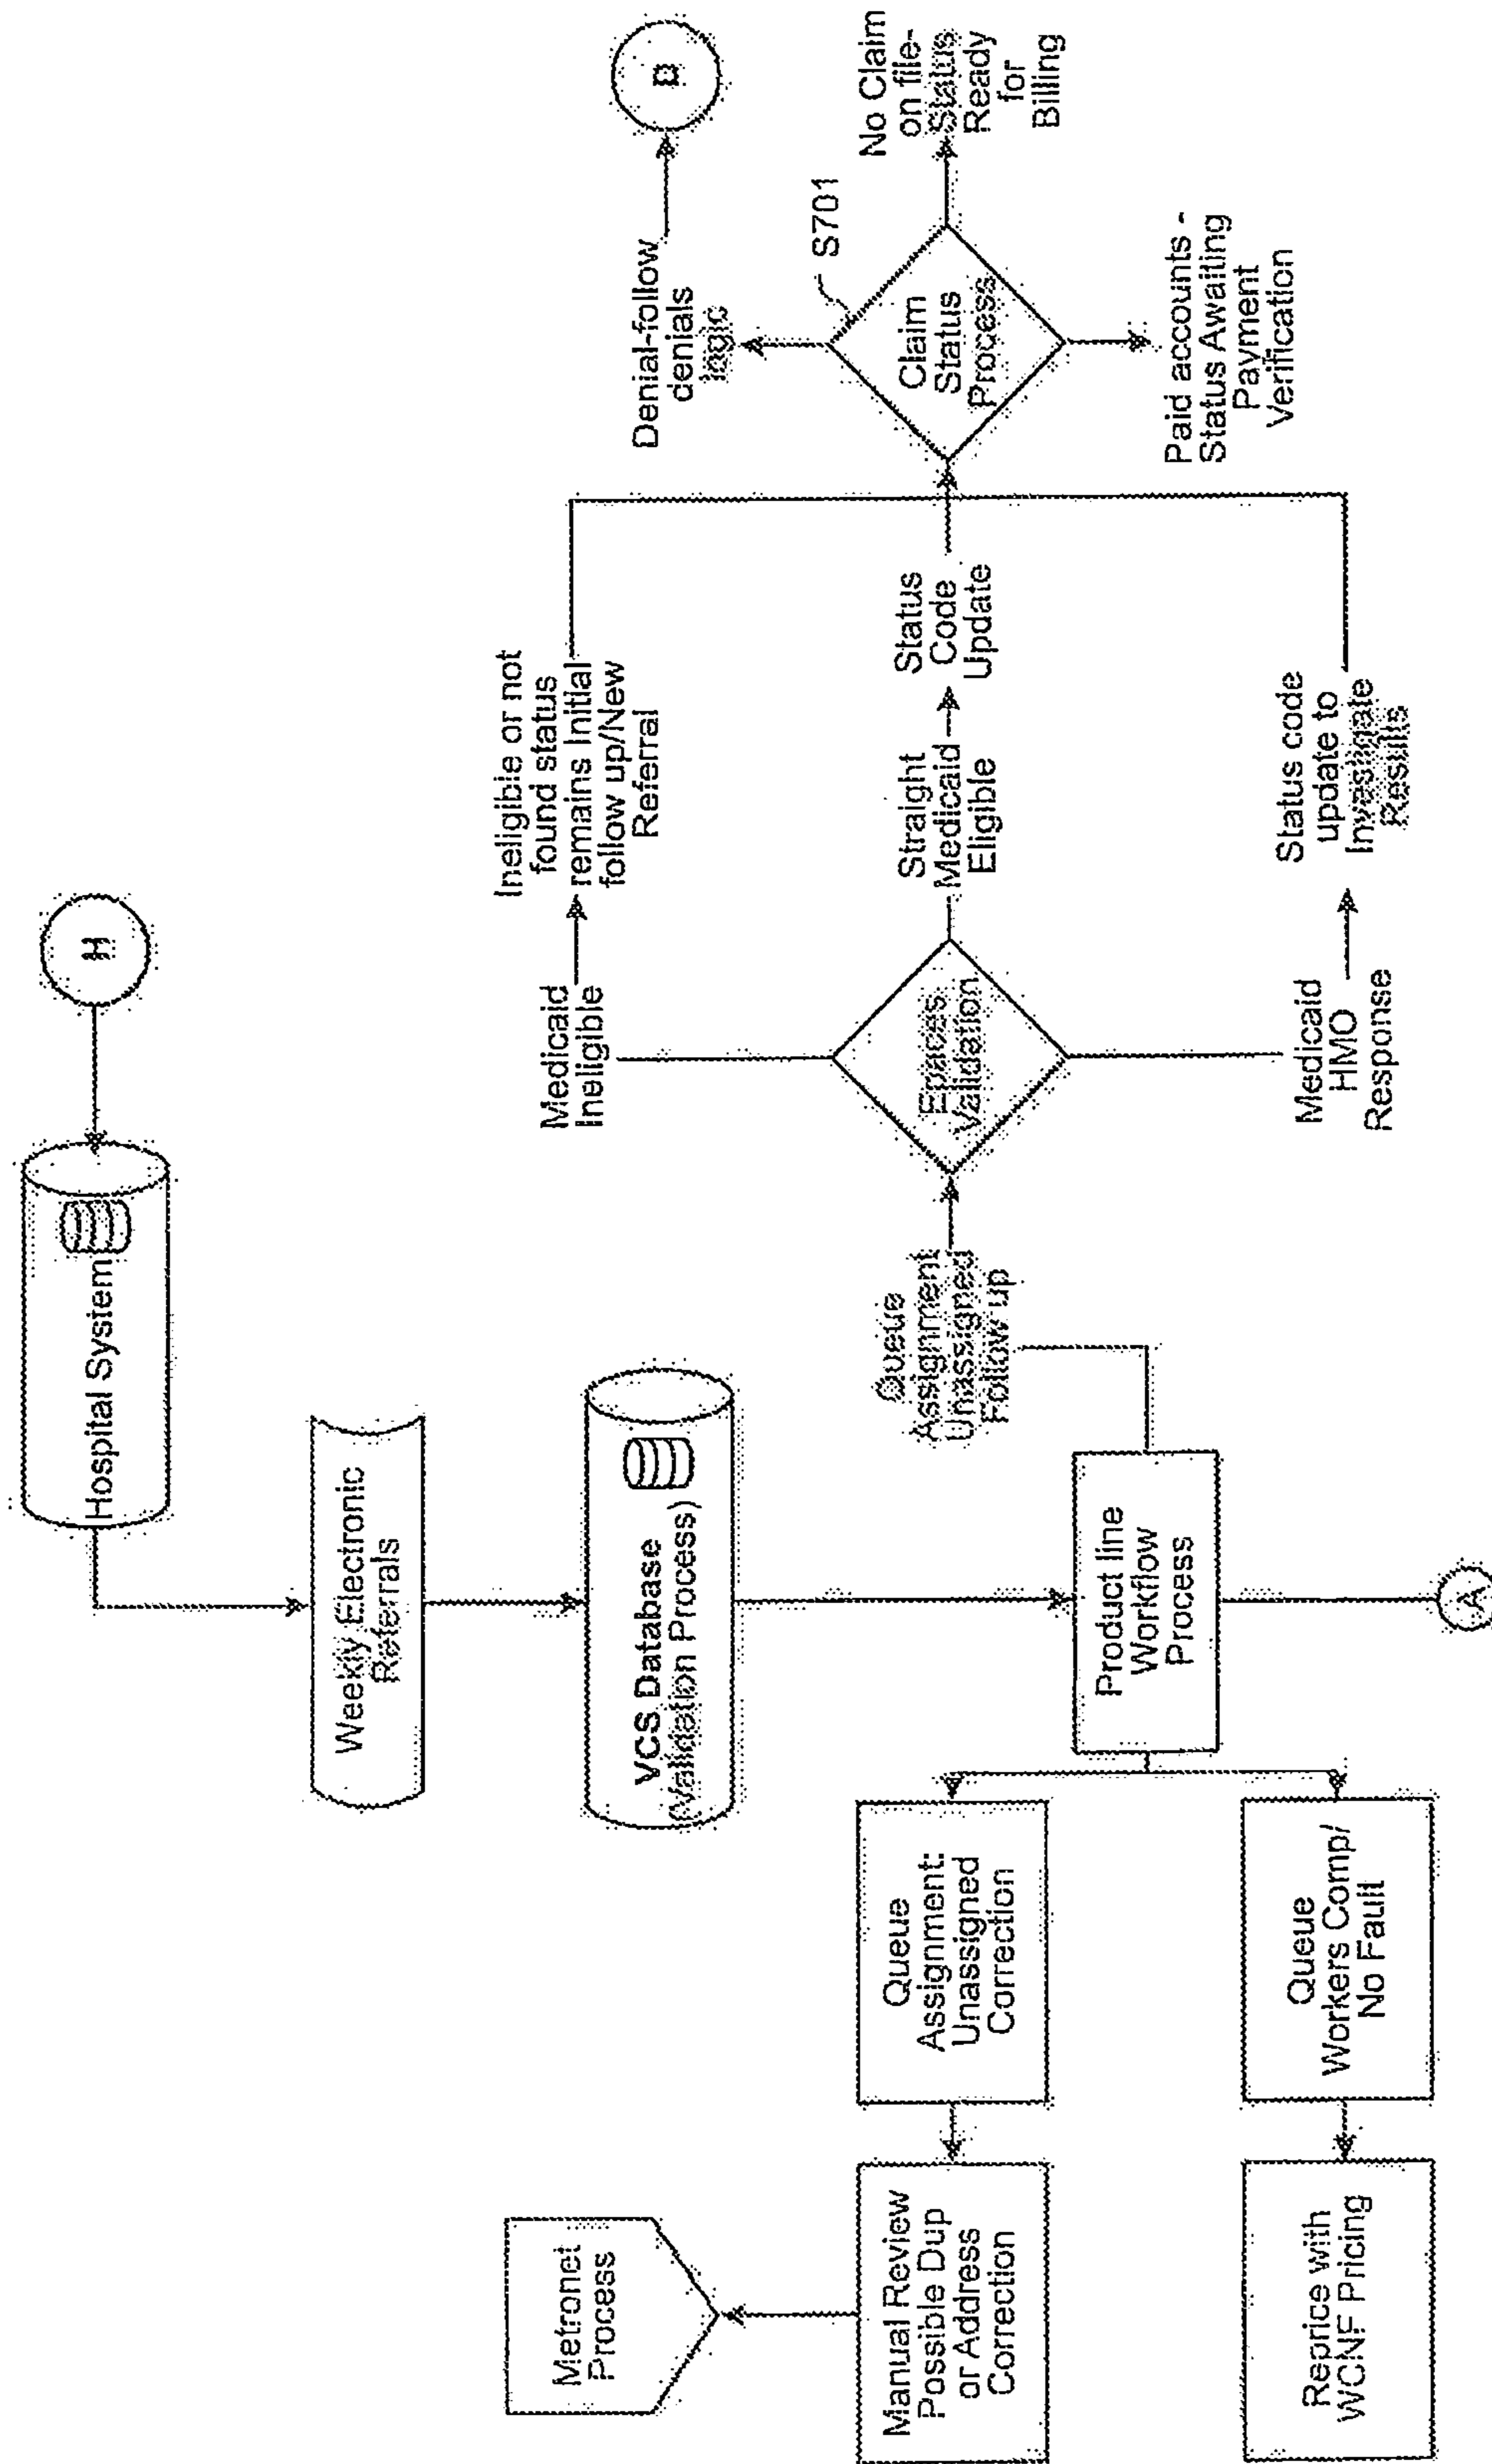 H
Hospital System
Weekly Electronic
Referrals
VCS Database
(Validation Process)
Product line
Workflow
Process
A
Queue
Assignment:
Unassigned
Correction
Manual Review
Possible Dup
or Address
Correction
Metronet
Process
Queue
Workers Comp/
No Fault
Reprice with
WCNF Pricing
Queue
Assignment
Unassigned
Follow up
Epaces
Validation
Medicaid
Ineligible
Ineligible or not
found status
remains Initial
follow up/New
Referral
Straight
Medicaid
Eligible
Status
Code
Update
Medicaid
HMO
Response
Status code
update to
Investigate
Results
Claim
Status
Process
S701
Denial-follow
denials
logic
No Claim
on file-
Status
Ready
for
Billing
Paid accounts -
Status Awaiting
Payment
Verification